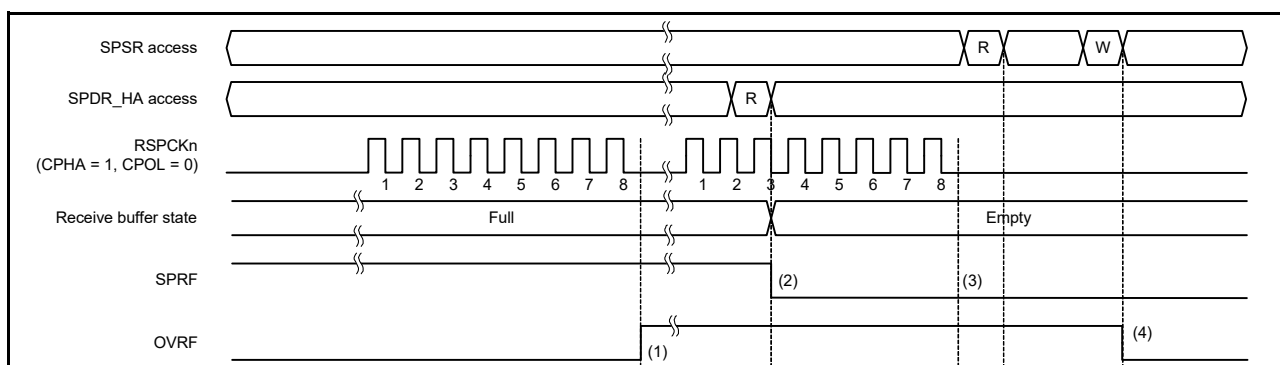 SPSR access
R
W
SPDR_HA access
R
RSPCKn
(CPHA = 1, CPOL = 0)
1 2 3 4 5 6 7 8
1 2 3 4 5 6 7 8
Receive buffer state
Full
Empty
SPRF
(2)
(3)
OVRF
(1)
(4)